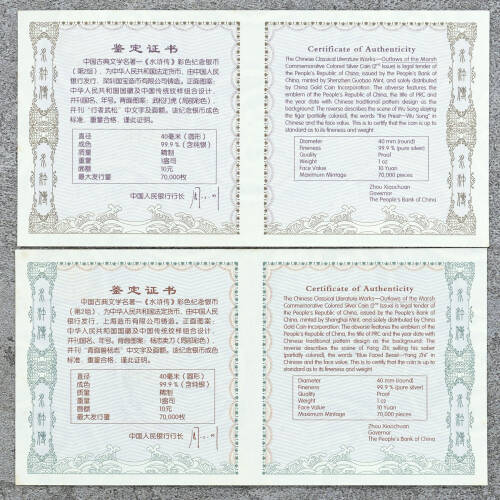 鉴定证书
中国古典文学名著—《水浒传》彩色纪念银币
(第2组)，为中华人民共和国法定货币，由中国人民
银行发行，深圳国宝造币有限公司铸造。正面图案：
中华人民共和国国徽及中国传统纹样组合设计，
并刊国名、年号。背面图案：武松打虎（局部彩色），
并刊“行者武松”中文字及面额。该纪念银币成色
标准、重量合格，谨此证明。
直径 40毫米（圆形）
成色 99.9％（含纯银）
质量 精制
重量 1盎司
面额 10元
最大发行量 70,000枚
中国人民银行行长
水浒传
Certificate of Authenticity
The Chinese Classical Literature Works—Outlaws of the Marsh
Commemorative Colored Silver Coin (2nd Issue) is legal tender of
the People's Republic of China, issued by the People's Bank of
China, minted by Shenzhen Guobao Mint, and solely distributed by
China Gold Coin Incorporation. The obverse features the
emblem of the People's Republic of China, the title of PRC and
the year date with Chinese traditional pattern design as the
background. The reverse describes the scene of Wu Song slaying
the tiger (partially colored), the words "the Priest—Wu Song" in
Chinese and the face value. This is to certify that the coin is up to
standard as to its fineness and weight.
Diameter 40 mm (round)
Fineness 99.9 % (pure silver)
Quality Proof
Weight 1 oz
Face Value 10 Yuan
Maximum Mintage 70,000 pieces
Zhou Xiaochuan
Governor
The People's Bank of China
水浒传
鉴定证书
中国古典文学名著—《水浒传》彩色纪念银币
(第2组)，为中华人民共和国法定货币，由中国人民
银行发行，上海造币有限公司铸造。正面图案：
中华人民共和国国徽及中国传统纹样组合设计，
并刊国名、年号。背面图案：杨志卖刀（局部彩色），
并刊“青面兽杨志”中文字及面额。该纪念银币成色
标准、重量合格，谨此证明。
直径 40毫米（圆形）
成色 99.9％（含纯银）
质量 精制
重量 1盎司
面额 10元
最大发行量 70,000枚
中国人民银行行长
水浒传
Certificate of Authenticity
The Chinese Classical Literature Works—Outlaws of the Marsh
Commemorative Colored Silver Coin (2nd Issue) is legal tender of
the People's Republic of China, issued by the People's Bank of
China, minted by Shanghai Mint, and solely distributed by China
Gold Coin Incorporation. The obverse features the emblem of the
People's Republic of China, the title of PRC and the year date with
Chinese traditional pattern design as the background. The
reverse describes the scene of Yang Zhi selling his saber
(partially colored), the words "Blue Faced Beast—Yang Zhi" in
Chinese and the face value. This is to certify that the coin is up to
standard as to its fineness and weight.
Diameter 40 mm (round)
Fineness 99.9 % (pure silver)
Quality Proof
Weight 1 oz
Face Value 10 Yuan
Maximum Mintage 70,000 pieces
Zhou Xiaochuan
Governor
The People's Bank of China
水浒传